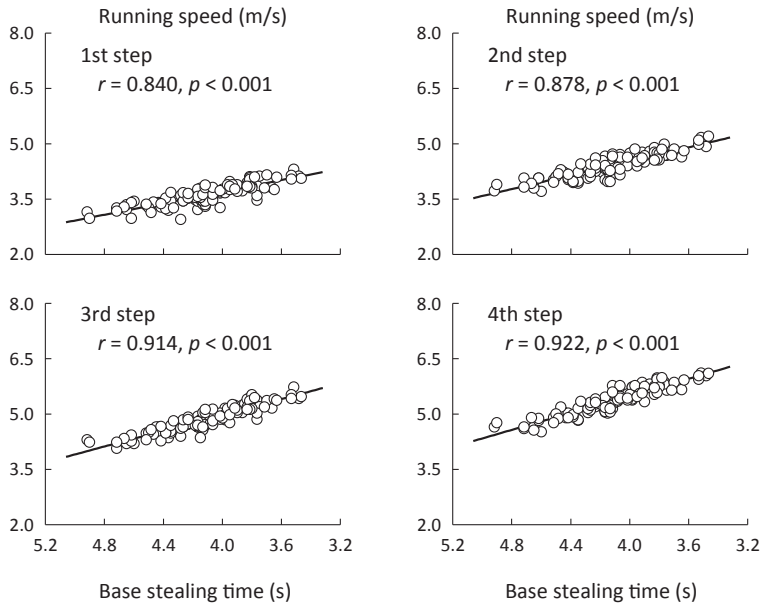 Running speed (m/s)
Running speed (m/s)
8.0
1st step
r = 0.840, p < 0.001
6.5
5.0
3.5
2.0
8.0
2nd step
r = 0.878, p < 0.001
6.5
5.0
3.5
2.0
8.0
3rd step
r = 0.914, p < 0.001
6.5
5.0
3.5
2.0
5.2 4.8 4.4 4.0 3.6 3.2
Base stealing time (s)
8.0
4th step
r = 0.922, p < 0.001
6.5
5.0
3.5
2.0
5.2 4.8 4.4 4.0 3.6 3.2
Base stealing time (s)